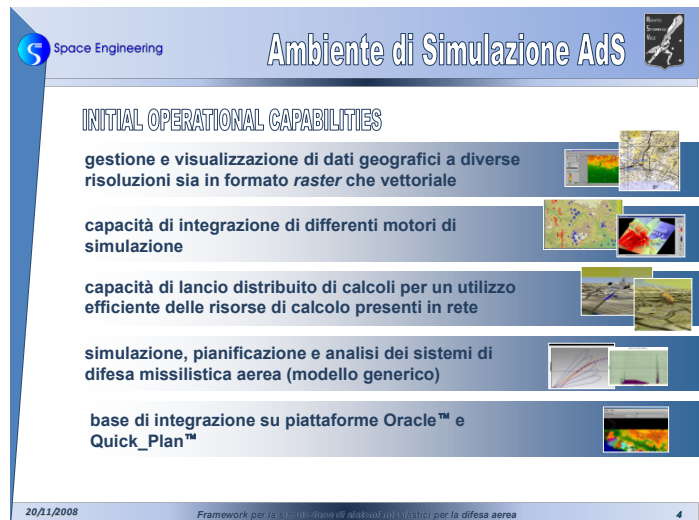 Space Engineering
Ambiente di Simulazione AdS
INITIAL OPERATIONAL CAPABILITIES
gestione e visualizzazione di dati geografici a diverse
risoluzioni sia in formato raster che vettoriale
capacità di integrazione di differenti motori di
simulazione
capacità di lancio distribuito di calcoli per un utilizzo
efficiente delle risorse di calcolo presenti in rete
simulazione, pianificazione e analisi dei sistemi di
difesa missilistica aerea (modello generico)
base di integrazione su piattaforme Oracle™ e
Quick_Plan™
20/11/2008
Framework per la simulazione di sistemi missilistici per la difesa aerea
4